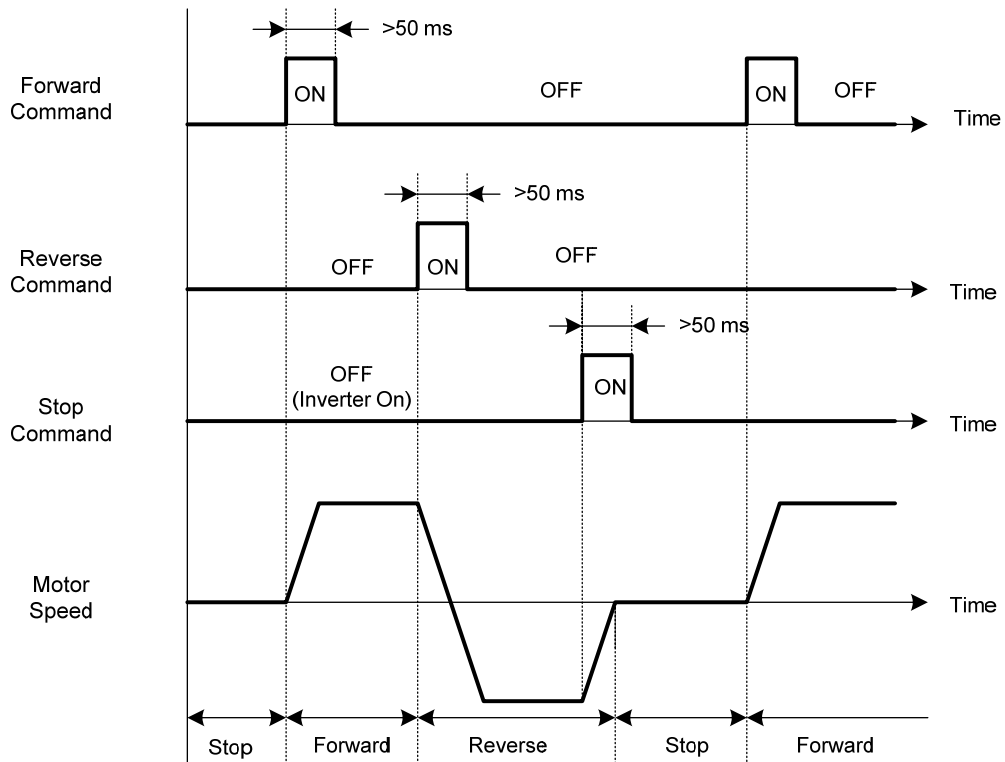 >50 ms
Forward
Command
ON
OFF
ON
OFF
Time
>50 ms
Reverse
Command
OFF
ON
OFF
Time
>50 ms
OFF
(Inverter On)
ON
Stop
Command
Time
Motor
Speed
Time
Stop
Forward
Reverse
Stop
Forward